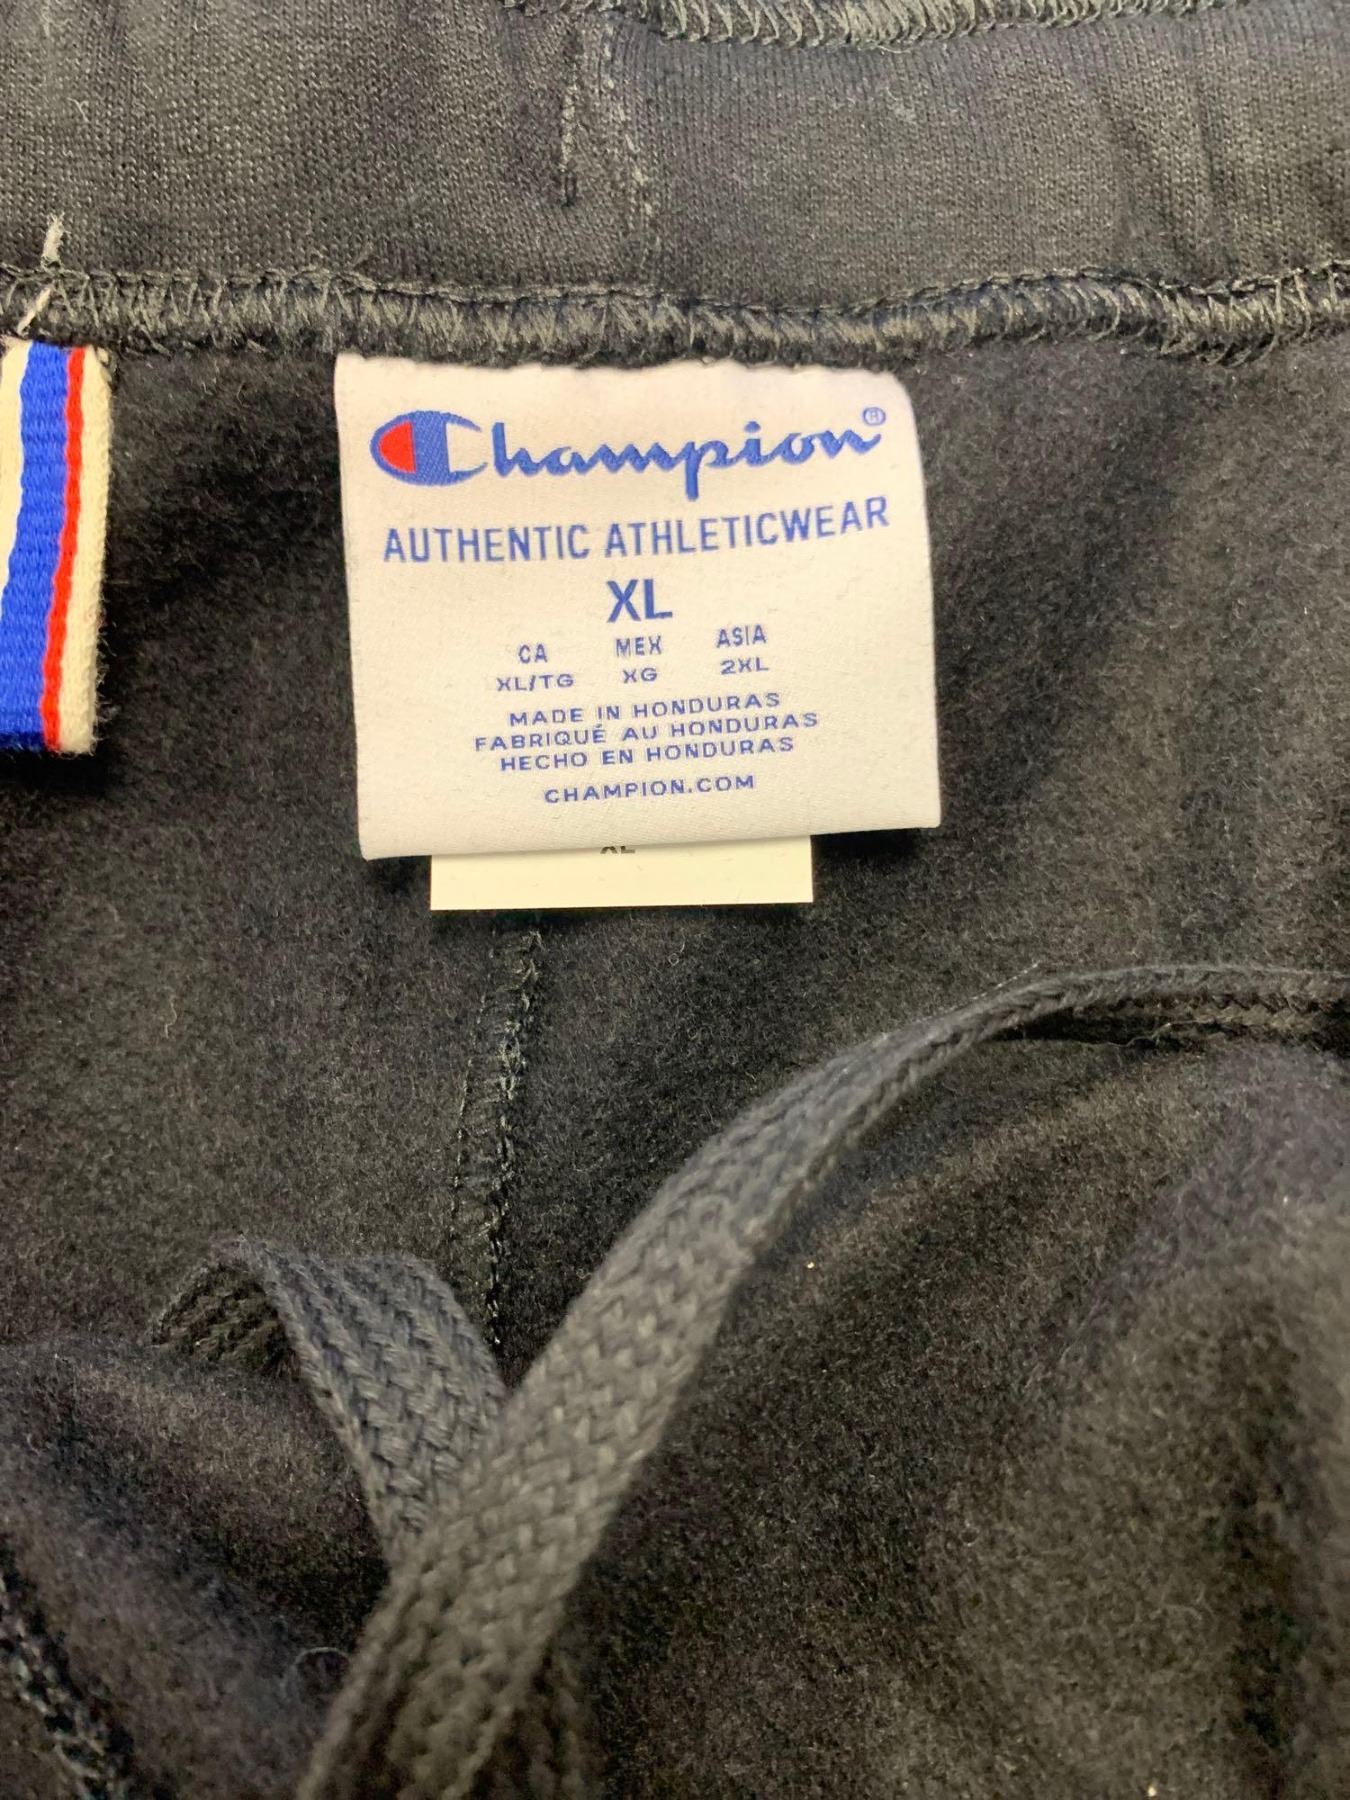 Champion®
AUTHENTIC ATHLETICWEAR
XL
CA MEX ASIA
XL/TG XG 2XL
MADE IN HONDURAS
FABRIQUÉ AU HONDURAS
HECHO EN HONDURAS
CHAMPION.COM
XL